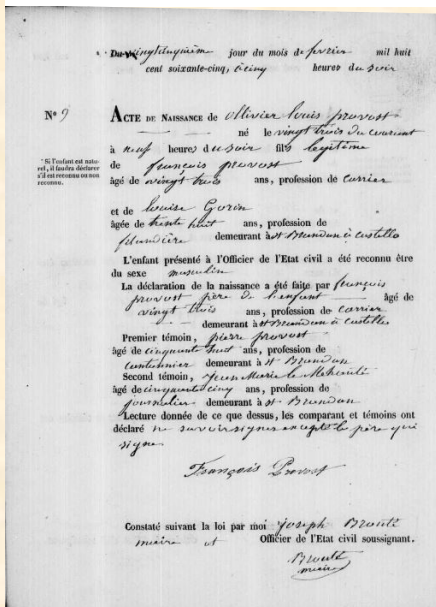 Du vingt cinquième jour du mois de février mil huit
cent soixante-cinq, à cinq heures du soir
N° 9
ACTE DE NAISSANCE de Ollivier Louis Provost
né le vingt trois du courant
à neuf heures du soir fils légitime
* Si l'enfant est naturel, il faudra déclarer s'il est reconnu ou non reconnu.
de françois provost
âgé de vingt trois ans, profession de carrier
et de Louise Gorin
âgée de trente huit ans, profession de
filandière demeurant à St Brandan à Castello
L'enfant présenté à l'Officier de l'Etat civil a été reconnu être
du sexe masculin
La déclaration de la naissance a été faite par françois
provost père de l'enfant âgé de
vingt trois ans, profession de carrier
demeurant à St Brandan à Castello
Premier témoin, pierre provost
âgé de cinquante huit ans, profession de
cantonnier demeurant à St Brandan
Second témoin, Jean Marie le
âgé de cinquante cinq ans, profession de
journalier demeurant à St Brandan
Lecture donnée de ce que dessus, les comparant et témoins ont
déclaré ne savoir signer excepté le père qui
signe
François Provost
Constaté suivant la loi par moi Joseph
maire et Officier de l'Etat civil soussigné.
maire